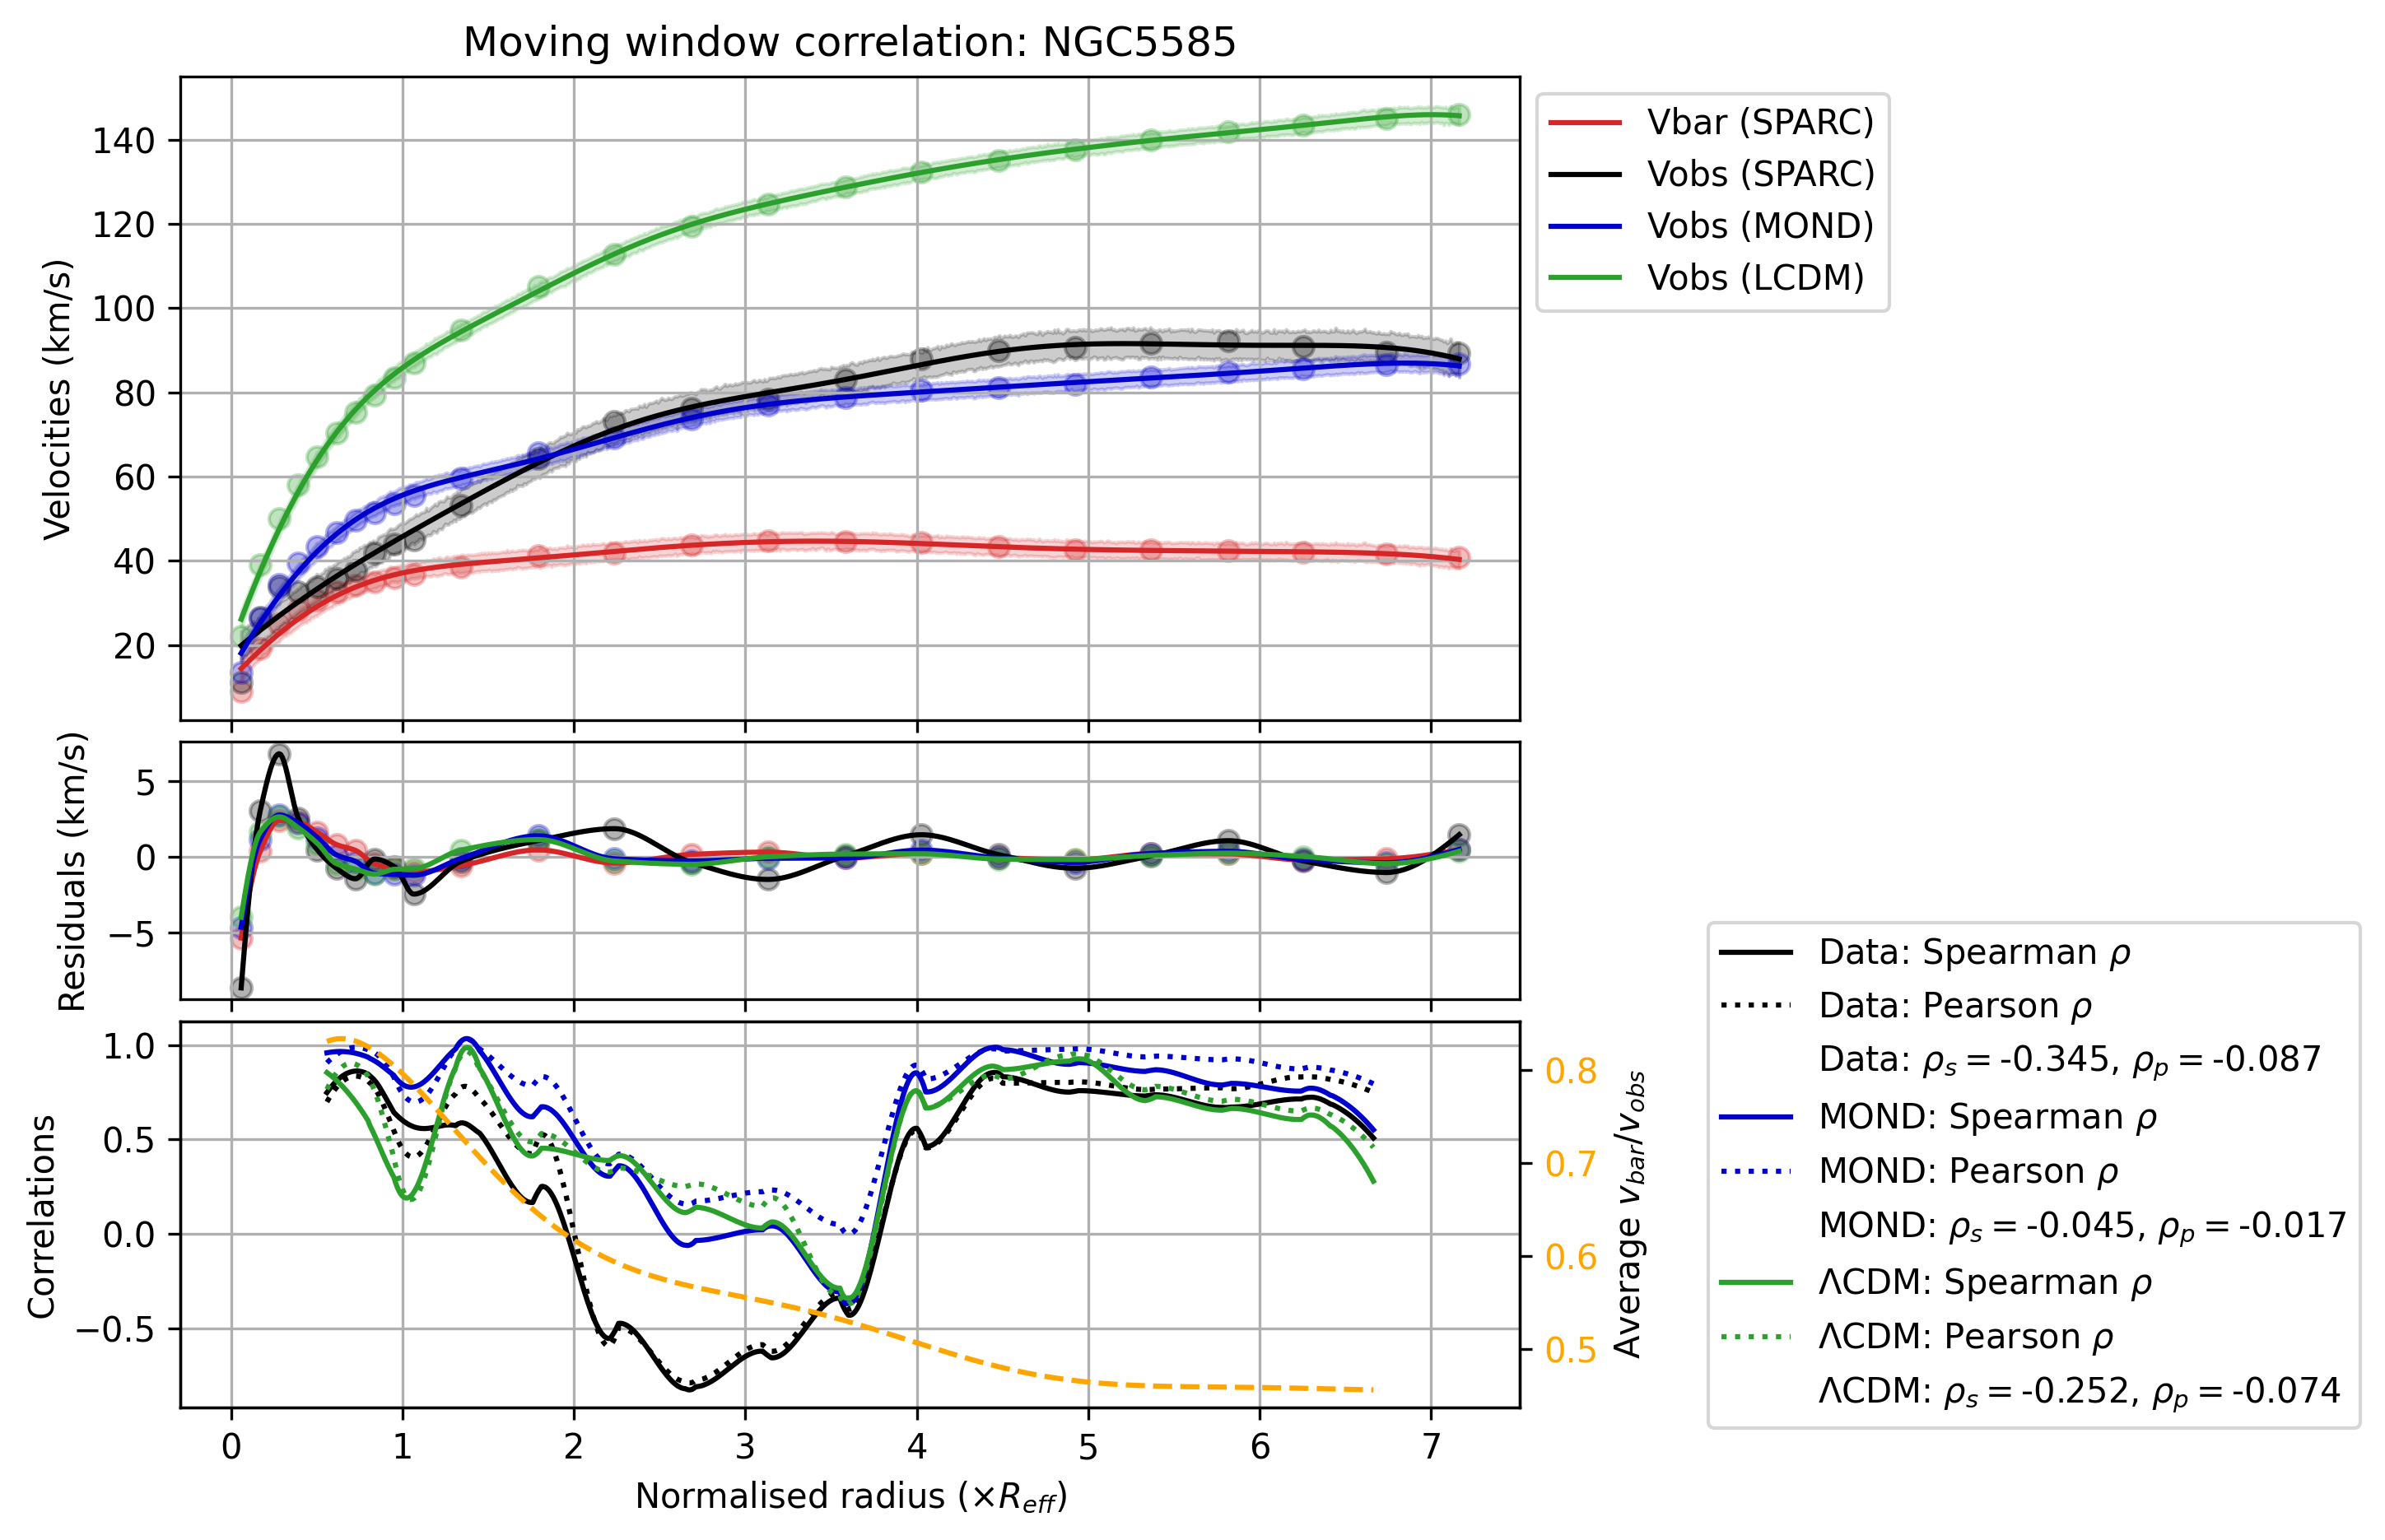 Moving window correlation: NGC5585
140
120
100
80
60
40
20
Velocities (km/s)
Vbar (SPARC)
Vobs (SPARC)
Vobs (MOND)
Vobs (LCDM)
5
0
−5
Residuals (km/s)
1.0
0.5
0.0
−0.5
Correlations
0.8
0.7
0.6
0.5
Average v_bar/v_obs
0 1 2 3 4 5 6 7
Normalised radius (×R_eff)
Data: Spearman ρ
Data: Pearson ρ
Data: ρ_s = -0.345, ρ_p = -0.087
MOND: Spearman ρ
MOND: Pearson ρ
MOND: ρ_s = -0.045, ρ_p = -0.017
ΛCDM: Spearman ρ
ΛCDM: Pearson ρ
ΛCDM: ρ_s = -0.252, ρ_p = -0.074